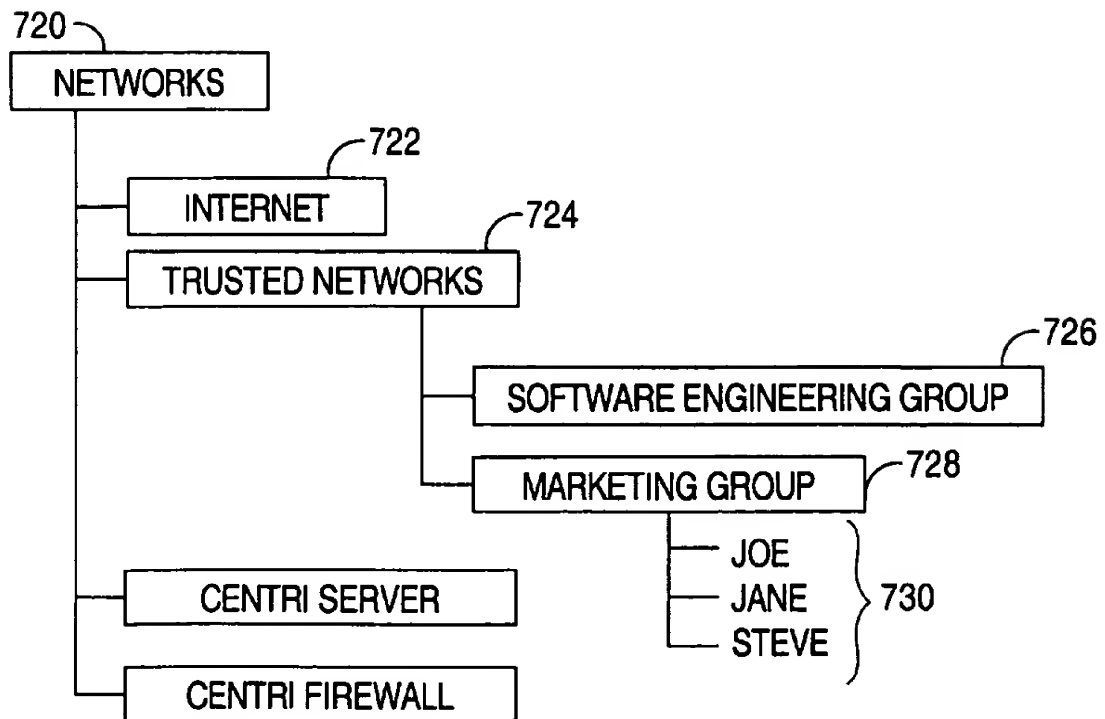 720
NETWORKS
722
INTERNET
724
TRUSTED NETWORKS
726
SOFTWARE ENGINEERING GROUP
728
MARKETING GROUP
JOE
JANE
STEVE
730
CENTRI SERVER
CENTRI FIREWALL